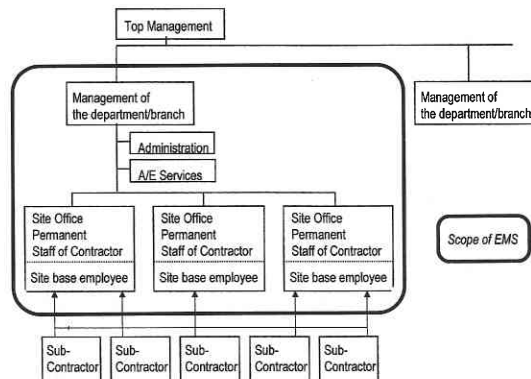 Top Management
Management of
the department/branch
Management of
the department/branch
Administration
A/E Services
Site Office
Permanent
Staff of Contractor
Site base employee
Site Office
Permanent
Staff of Contractor
Site base employee
Site Office
Permanent
Staff of Contractor
Site base employee
Scope of EMS
Sub-
Contractor
Sub-
Contractor
Sub-
Contractor
Sub-
Contractor
Sub-
Contractor